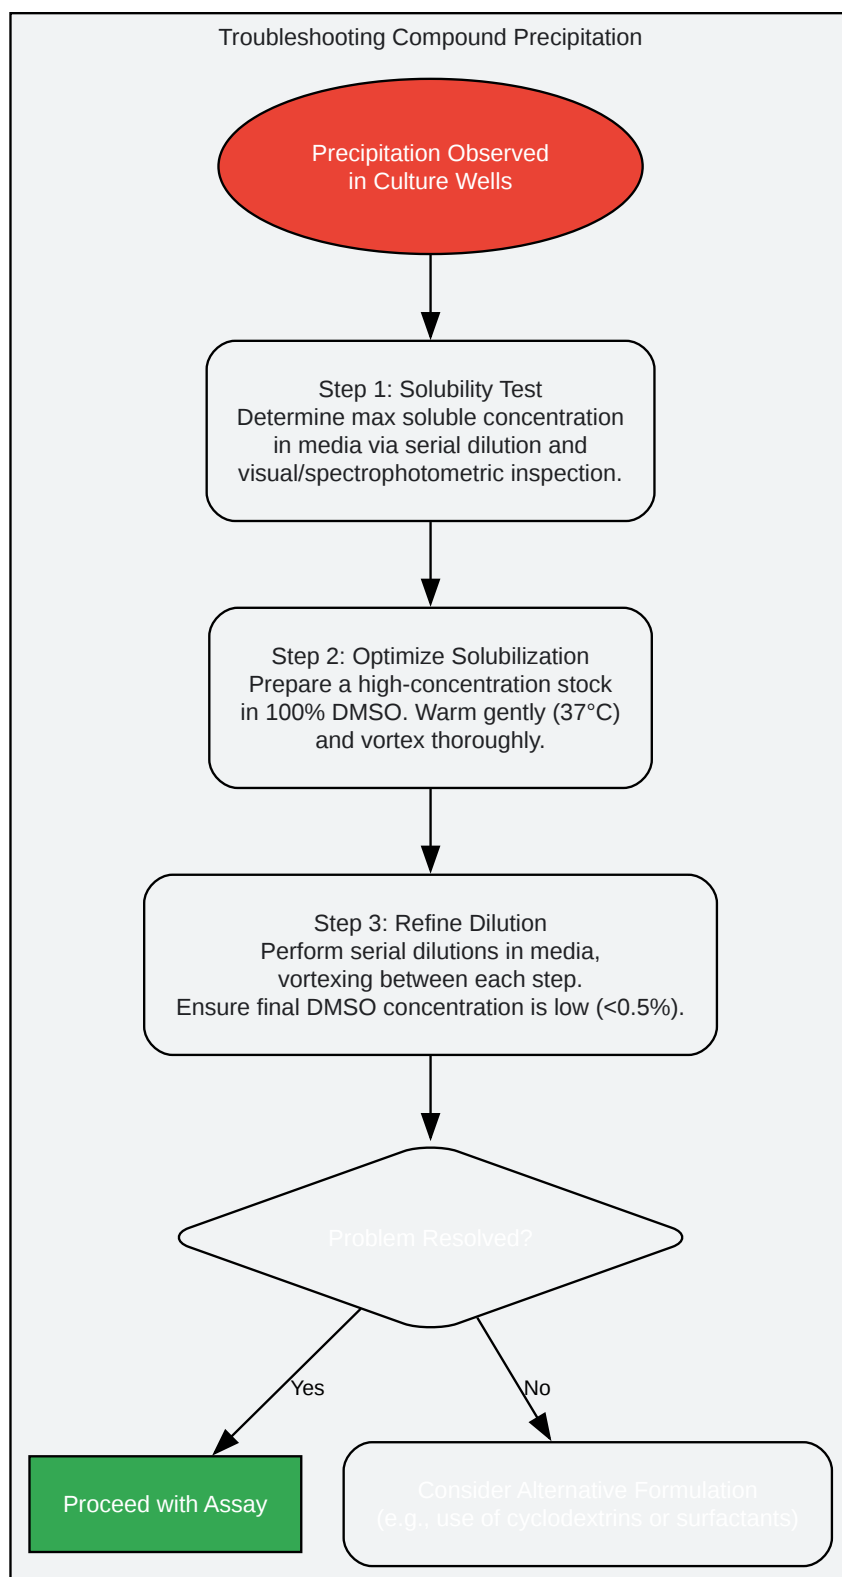 Troubleshooting Compound Precipitation
Precipitation Observed
in Culture Wells
Step 1: Solubility Test
Determine max soluble concentration
in media via serial dilution and
visual/spectrophotometric inspection.
Step 2: Optimize Solubilization
Prepare a high-concentration stock
in 100% DMSO. Warm gently (37°C)
and vortex thoroughly.
Step 3: Refine Dilution
Perform serial dilutions in media,
vortexing between each step.
Ensure final DMSO concentration is low (<0.5%).
Problem Resolved?
Yes
No
Proceed with Assay
Consider Alternative Formulation
(e.g., use of cyclodextrins or surfactants)